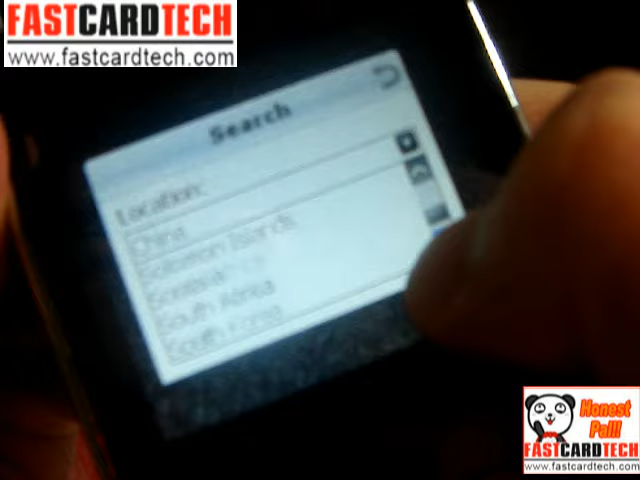 FASTCARDTECH
www.fastcardtech.com
Search
Location:
China
Solomon Islands
Somalia
South Africa
South Korea
Honest
Pal!!
FASTCARDTECH
www.fastcardtech.com